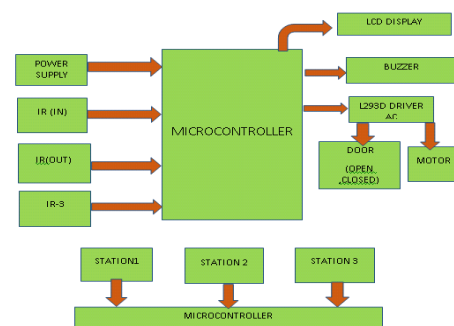 LCD DISPLAY
POWER
SUPPLY
BUZZER
IR (IN)
L293D DRIVER
AC
MICROCONTROLLER
IR(OUT)
DOOR
(OPEN
CLOSED)
MOTOR
IR-3
STATION1
STATION 2
STATION 3
MICROCONTROLLER